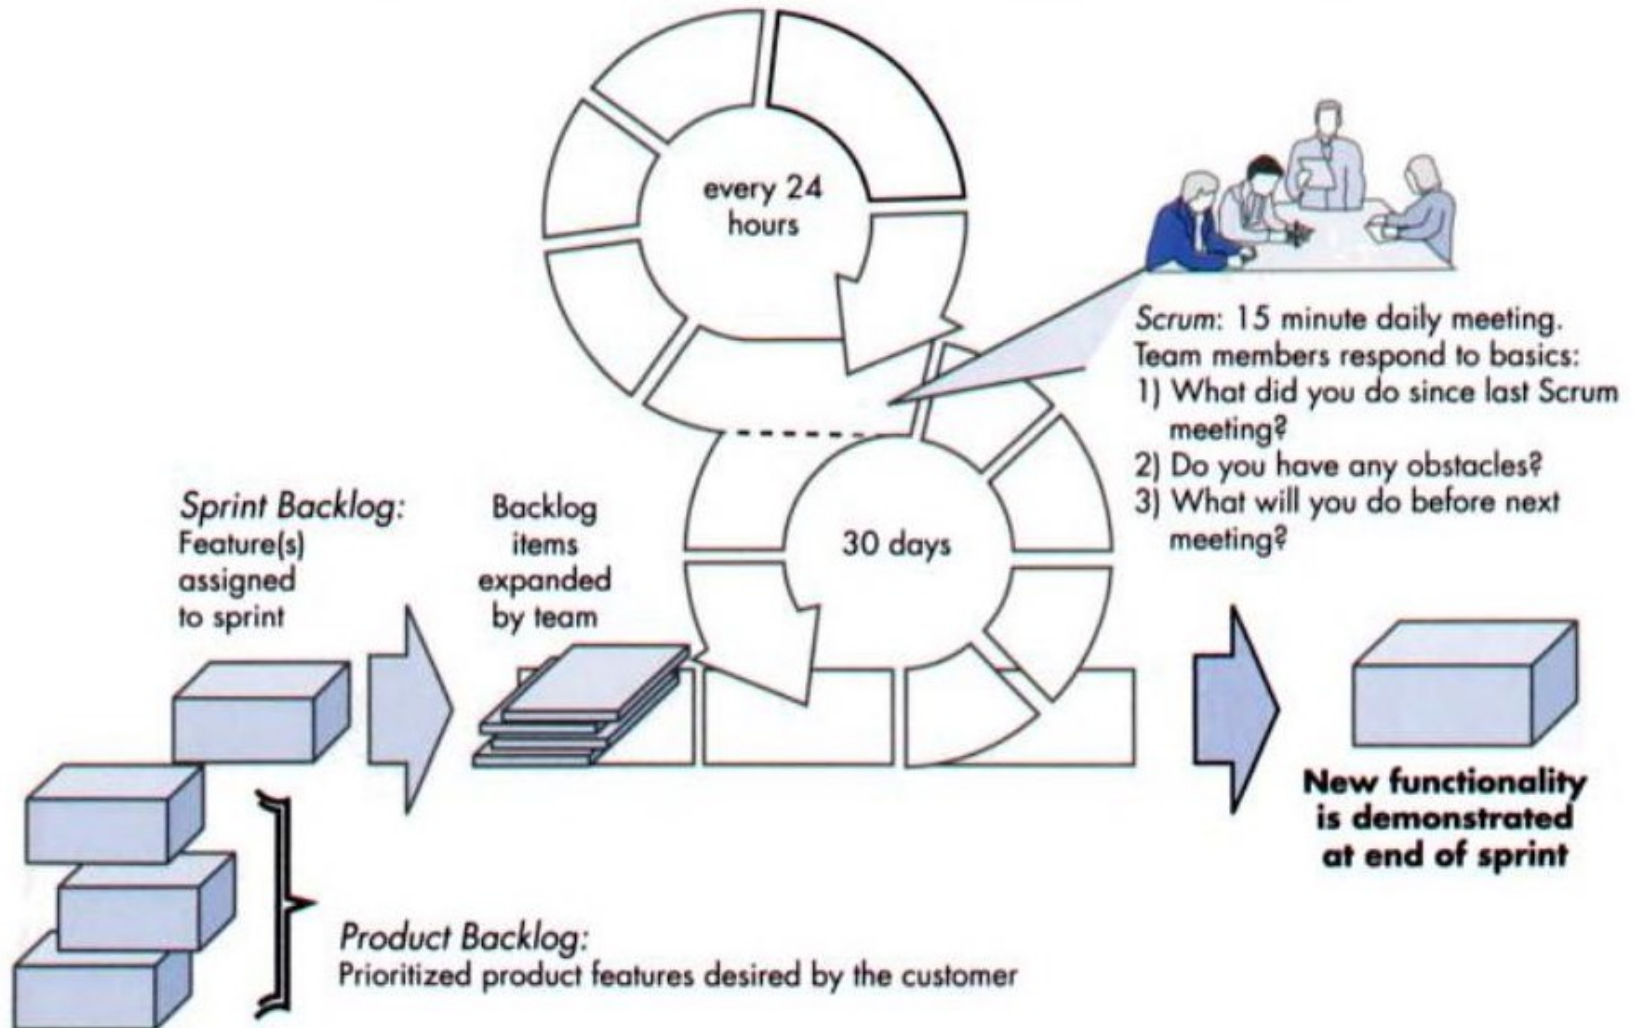 every 24
hours
Scrum: 15 minute daily meeting.
Team members respond to basics:
1) What did you do since last Scrum
meeting?
2) Do you have any obstacles?
3) What will you do before next
meeting?
Sprint Backlog:
Feature(s)
assigned
to sprint
Backlog
items
expanded
by team
30 days
New functionality
is demonstrated
at end of sprint
Product Backlog:
Prioritized product features desired by the customer